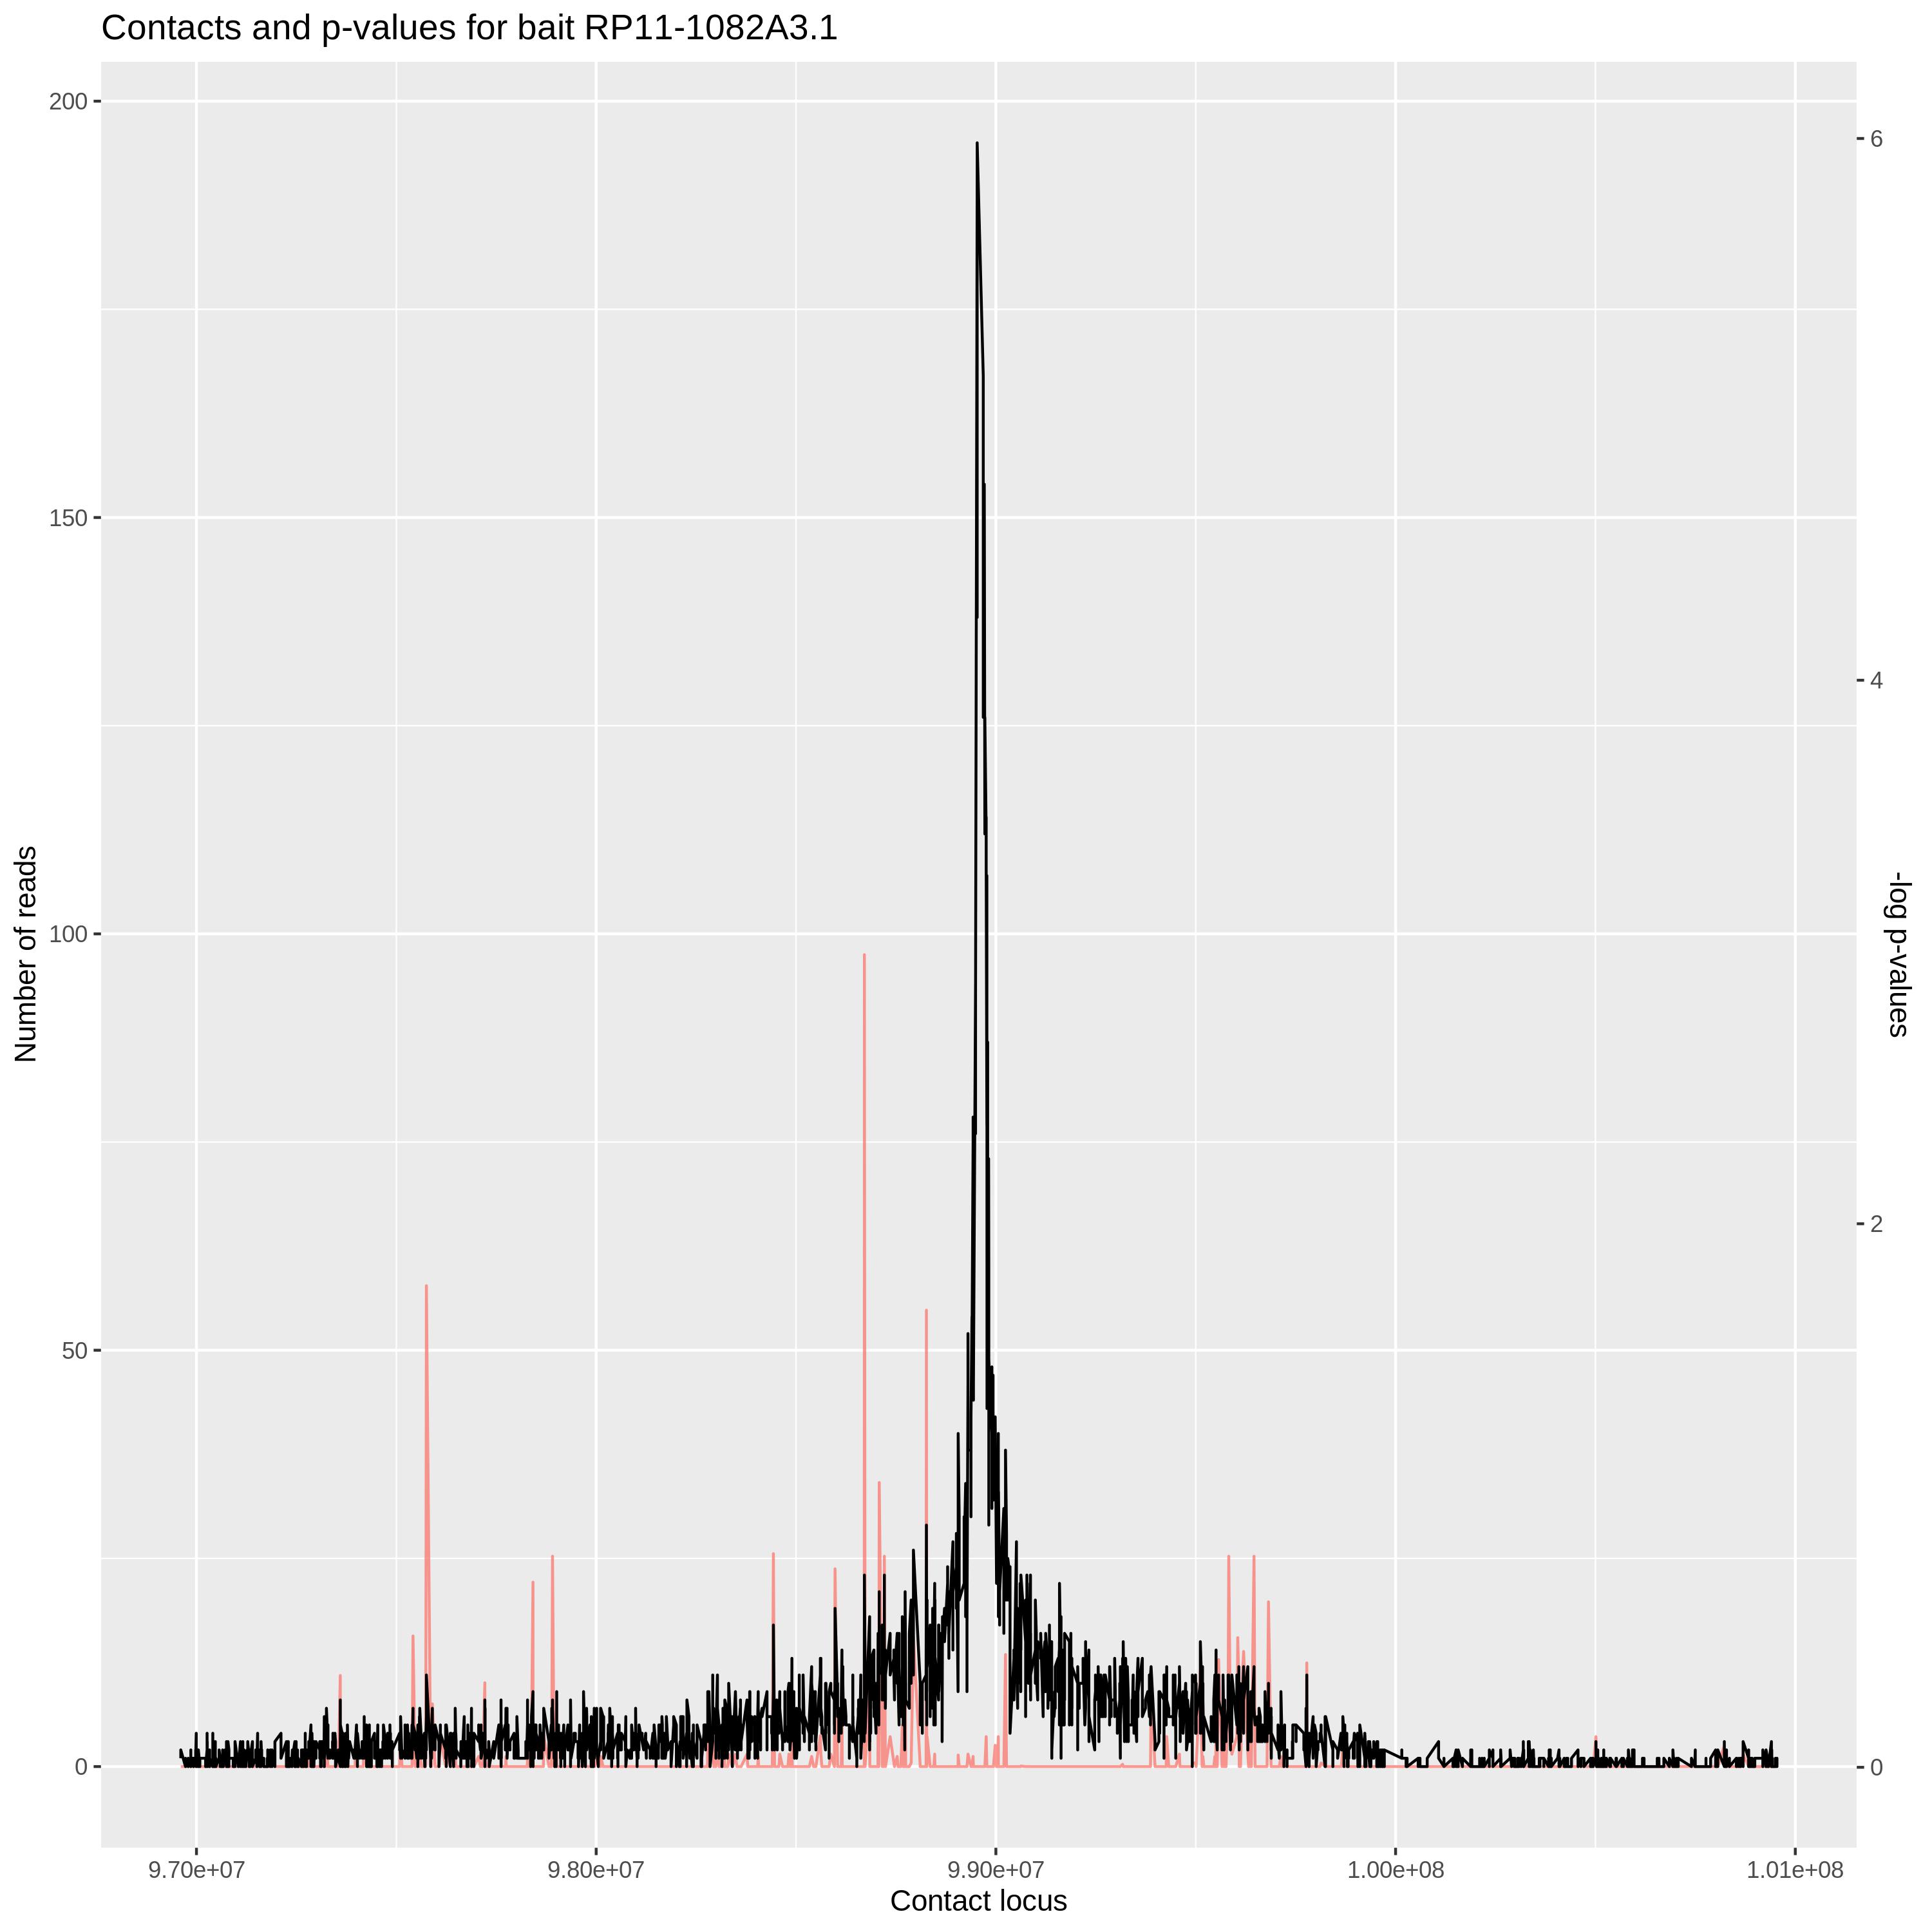 Contacts and p-values for bait RP11-1082A3.1
200
150
100
50
0
6
4
2
0
Number of reads
-log p-values
9.70e+07
9.80e+07
9.90e+07
1.00e+08
1.01e+08
Contact locus